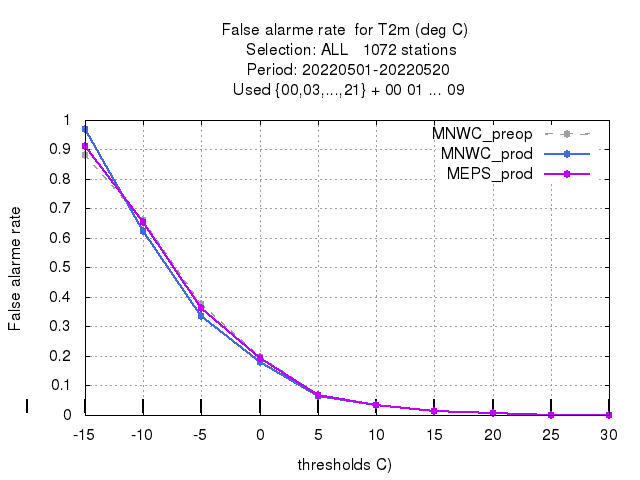 False alarme rate  for T2m (deg C)
Selection: ALL   1072 stations
Period: 20220501-20220520
Used {00,03,...,21} + 00 01 ... 09
MNWC_preop
MNWC_prod
MEPS_prod
False alarme rate
1
0.9
0.8
0.7
0.6
0.5
0.4
0.3
0.2
0.1
0
-15 -10 -5 0 5 10 15 20 25 30
thresholds C)